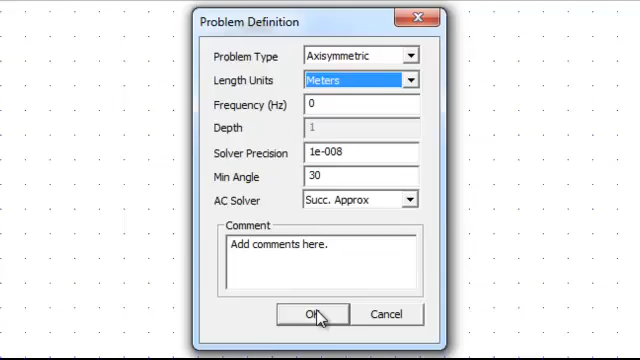 Problem Definition
Problem Type Axisymmetric
Length Units Meters
Frequency (Hz) 0
Depth 1
Solver Precision 1e-008
Min Angle 30
AC Solver Succ. Approx
Comment
Add comments here.
OK Cancel